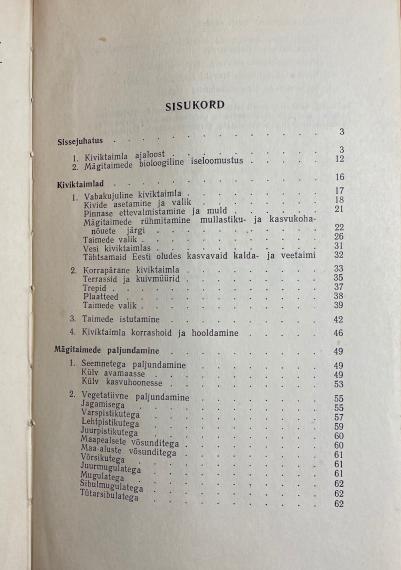 SISUKORD
Sissejuhatus . . . . . . . . . . . . 3
1. Kiviktaimla ajaloost . . . . . . . . . 3
2. Mägitaimede bioloogiline iseloomustus . . . . . 12
Kiviktaimlad . . . . . . . . . . . . 16
1. Vabakujuline kiviktaimla . . . . . . . . 17
Kivide asetamine ja valik . . . . . . . . 18
Pinnase ettevalmistamine ja muld . . . . . . 21
Mägitaimede rühmitamine mullastiku- ja kasvukoha-
nõuete järgi . . . . . . . . . . 22
Taimede valik . . . . . . . . . . . 26
Vesi kiviktaimlas . . . . . . . . . . 31
Tähtsamaid Eesti oludes kasvavaid kalda- ja veetaimi 32
2. Korrapärane kiviktaimla . . . . . . . . 33
Terrassid ja kuivmüürid . . . . . . . . 35
Trepid . . . . . . . . . . . . 37
Plaatteed . . . . . . . . . . . 38
Taimede valik . . . . . . . . . . 39
3. Taimede istutamine . . . . . . . . . 42
4. Kiviktaimla korrashoid ja hooldamine . . . . . 46
Mägitaimede paljundamine . . . . . . . . . 49
1. Seemnetega paljundamine . . . . . . . . 49
Külv avamaasse . . . . . . . . . . 49
Külv kasvuhoonesse . . . . . . . . . 53
2. Vegetatiivne paljundamine . . . . . . . . 55
Jagamisega . . . . . . . . . . . 55
Varspistikutega . . . . . . . . . . 57
Lehtpistikutega . . . . . . . . . . 59
Juurpistikutega . . . . . . . . . . 60
Maapealsete võsunditega . . . . . . . . 60
Maa-aluste võsunditega . . . . . . . . 61
Võrsikutega . . . . . . . . . . . 61
Juurmugulatega . . . . . . . . . . 61
Mugulatega . . . . . . . . . . . 62
Sibulmugulatega . . . . . . . . . . 62
Tütarsibulatega . . . . . . . . . . 62